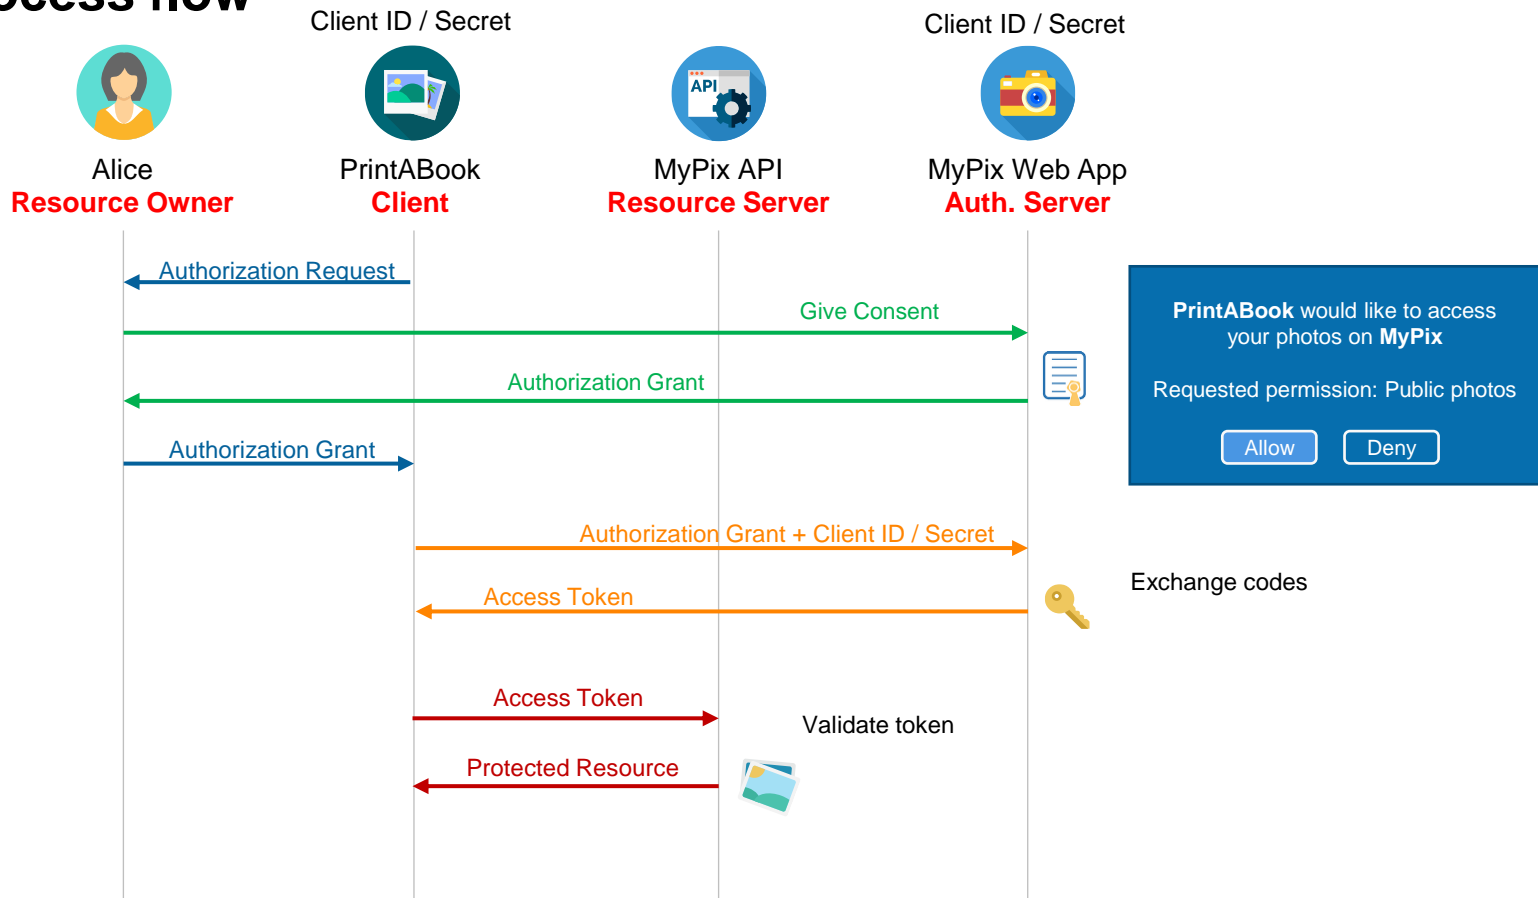 flow
Client ID / Secret
Client ID / Secret
API
Alice
PrintABook
MyPix API
MyPix Web App
Resource Owner
Client
Resource Server
Auth. Server
Authorization Request
Give Consent
PrintABook would like to access
your photos on MyPix
Authorization Grant
Requested permission: Public photos
Authorization Grant
Allow
Deny
Authorization Grant + Client ID / Secret
Exchange codes
Access Token
Access Token
Validate token
Protected Resource